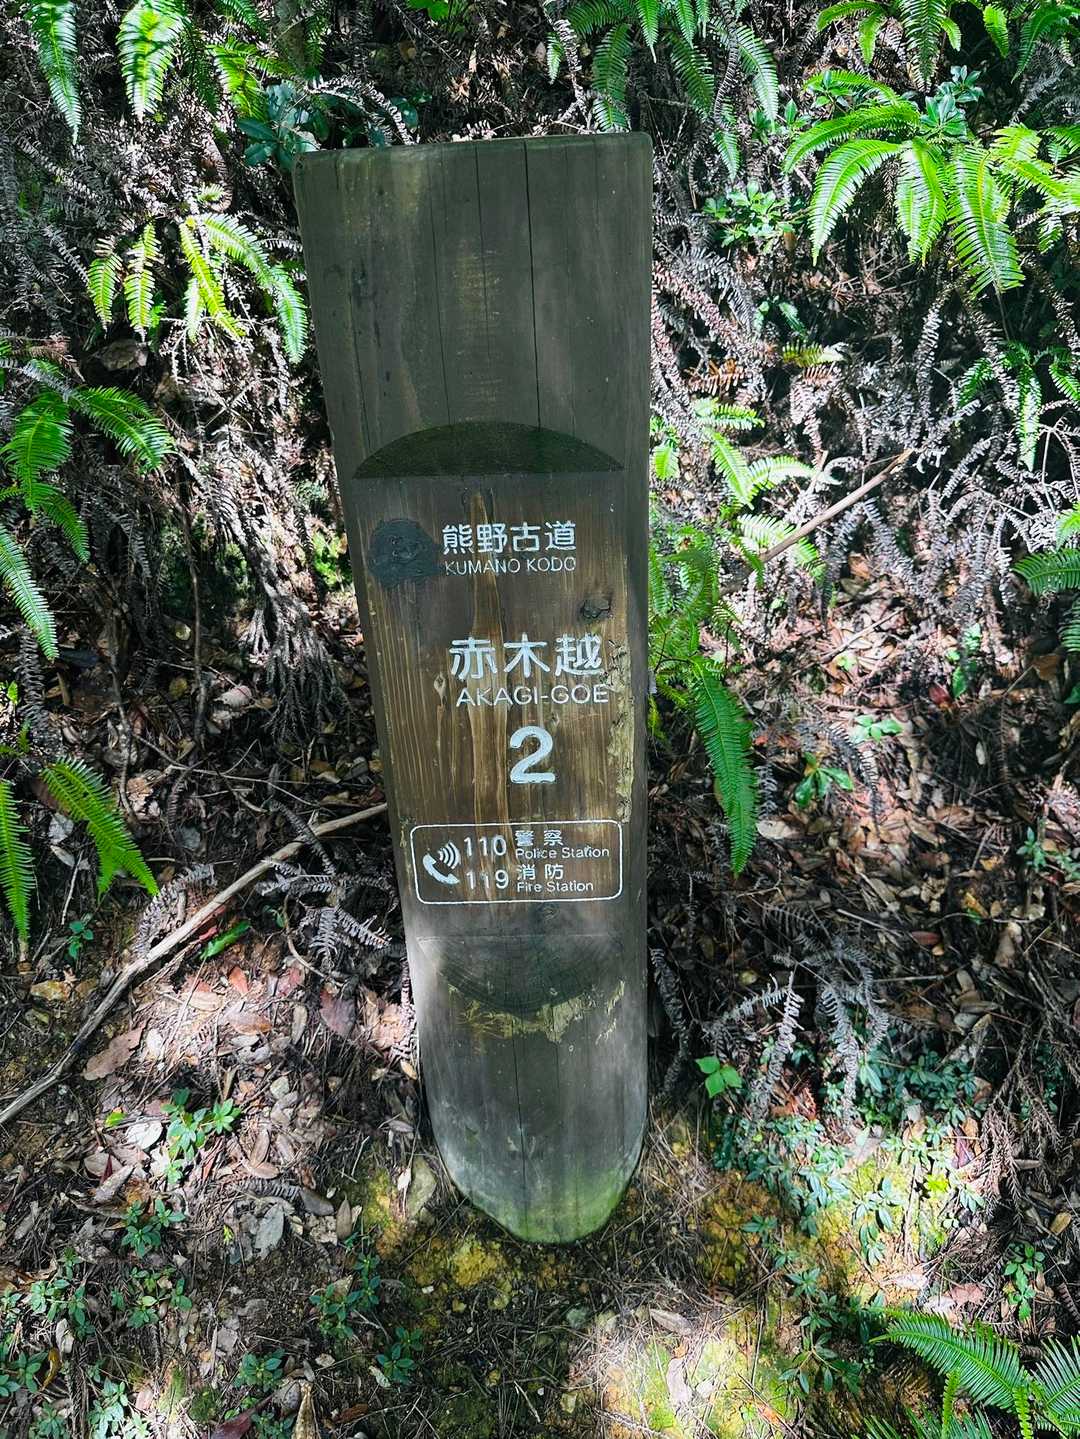 熊野古道
KUMANO KODO
赤木越
AKAGI-GOE
2
110 警察
Police Station
119 消防
Fire Station